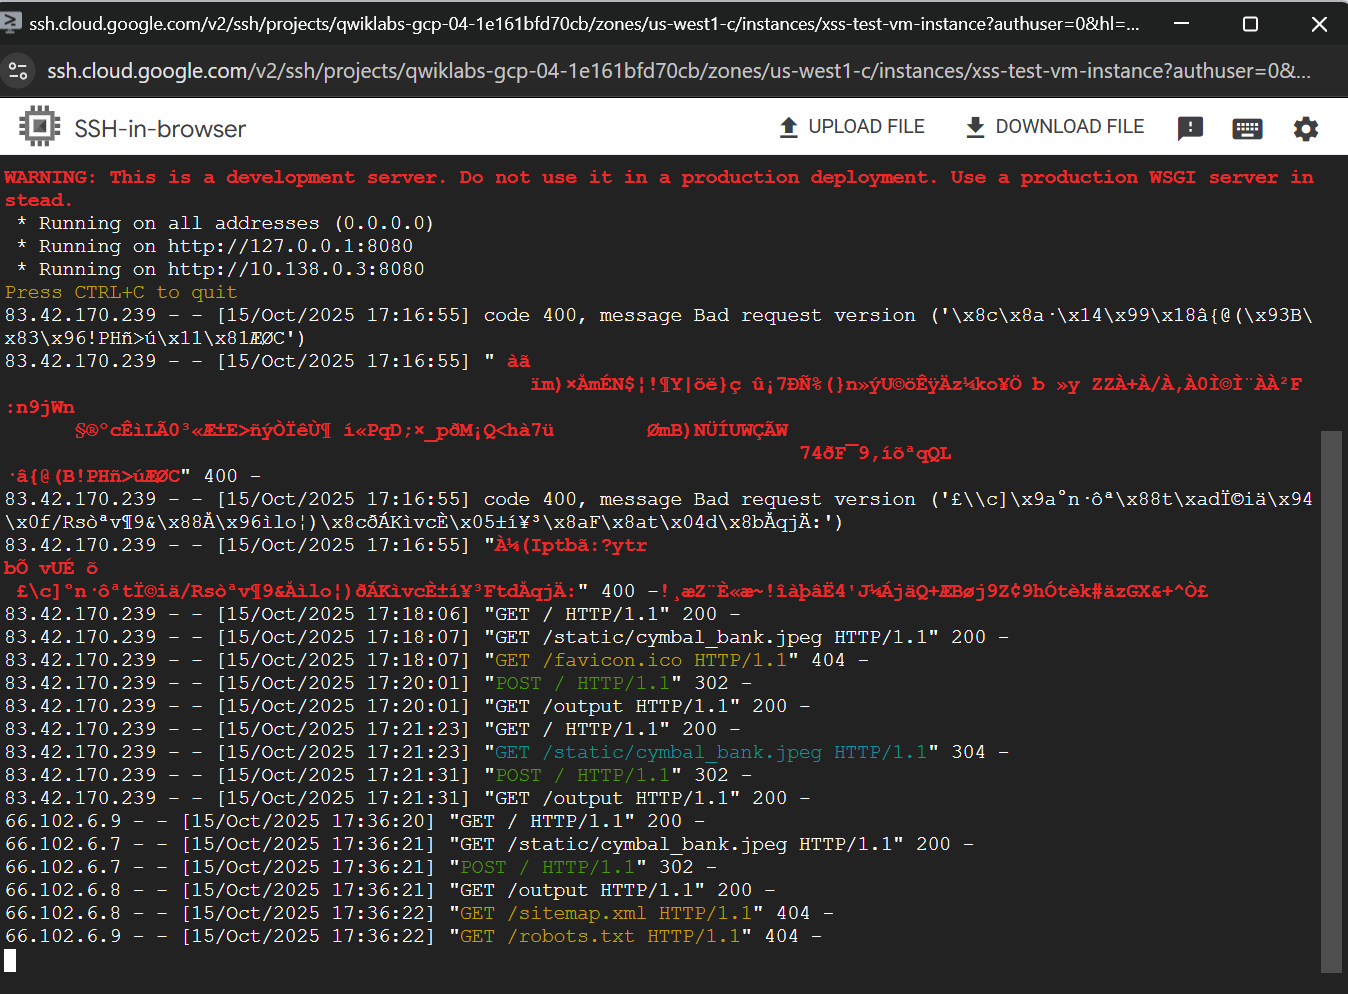 ssh.cloud.google.com/v2/ssh/projects/qwiklabs-gcp-04-1e161bfd70cb/zones/us-west1-c/instances/xss-test-vm-instance?authuser=0&hl=...
ssh.cloud.google.com/v2/ssh/projects/qwiklabs-gcp-04-1e161bfd70cb/zones/us-west1-c/instances/xss-test-vm-instance?authuser=0&...
SSH-in-browser
UPLOAD FILE
DOWNLOAD FILE
WARNING: This is a development server. Do not use it in a production deployment. Use a production WSGI server in
stead.
* Running on all addresses (0.0.0.0)
* Running on http://127.0.0.1:8080
* Running on http://10.138.0.3:8080
Press CTRL+C to quit
83.42.170.239 - - [15/Oct/2025 17:16:55] code 400, message Bad request version ('\x8c\x8a·\x14\x99\x18â{@(\x93B\
x83\x96!PHñ>ú\x11\x81ÆØC')
83.42.170.239 - - [15/Oct/2025 17:16:55] " àã
ïm)×ÅmÉN$¦!¶Y|õë}ç û¡7ÐÑ%(}n»ýU©öÊÿÄz¼ko¥Ö b »y ZZÀ+À/À,À0Ì©Ì¨ÀÀ²F
:n9jWn
§®°cÊìLÃ0³«Æ±E>ñýÒÏêÙ¶ í«PqD;×_pðM¡Q<hà7ü ØmB)NÜÍUWÇÃW
74ðF¯9,íõªqQL
·â{@(B!PHñ>úÆØC" 400 -
83.42.170.239 - - [15/Oct/2025 17:16:55] code 400, message Bad request version ('£\\c]\x9a°n·ôª\x88t\xadÏ©iä\x94
\x0f/Rsòªv¶9&\x88Å\x96ìlo¦)\x8cðÁKìvcÈ\x05±í¥³\x8aF\x8at\x04d\x8bÄqjÄ:')
83.42.170.239 - - [15/Oct/2025 17:16:55] "À¼(Iptbã:?ytr
bÕ vUÉ õ
£\c]°n·ôªtÏ©iä/Rsòªv¶9&Åìlo¦)ðÁKìvcÈ±í¥³FtdÄqjÄ:" 400 -!¸æZ¨È«æ~!îàþâË4'J¼ÁjäQ+ÆBøj9Z¢9hÓtèk#äzGX&+^Ò£
83.42.170.239 - - [15/Oct/2025 17:18:06] "GET / HTTP/1.1" 200 -
83.42.170.239 - - [15/Oct/2025 17:18:07] "GET /static/cymbal_bank.jpeg HTTP/1.1" 200 -
83.42.170.239 - - [15/Oct/2025 17:18:07] "GET /favicon.ico HTTP/1.1" 404 -
83.42.170.239 - - [15/Oct/2025 17:20:01] "POST / HTTP/1.1" 302 -
83.42.170.239 - - [15/Oct/2025 17:20:01] "GET /output HTTP/1.1" 200 -
83.42.170.239 - - [15/Oct/2025 17:21:23] "GET / HTTP/1.1" 200 -
83.42.170.239 - - [15/Oct/2025 17:21:23] "GET /static/cymbal_bank.jpeg HTTP/1.1" 304 -
83.42.170.239 - - [15/Oct/2025 17:21:31] "POST / HTTP/1.1" 302 -
83.42.170.239 - - [15/Oct/2025 17:21:31] "GET /output HTTP/1.1" 200 -
66.102.6.9 - - [15/Oct/2025 17:36:20] "GET / HTTP/1.1" 200 -
66.102.6.7 - - [15/Oct/2025 17:36:21] "GET /static/cymbal_bank.jpeg HTTP/1.1" 200 -
66.102.6.7 - - [15/Oct/2025 17:36:21] "POST / HTTP/1.1" 302 -
66.102.6.8 - - [15/Oct/2025 17:36:21] "GET /output HTTP/1.1" 200 -
66.102.6.8 - - [15/Oct/2025 17:36:22] "GET /sitemap.xml HTTP/1.1" 404 -
66.102.6.9 - - [15/Oct/2025 17:36:22] "GET /robots.txt HTTP/1.1" 404 -